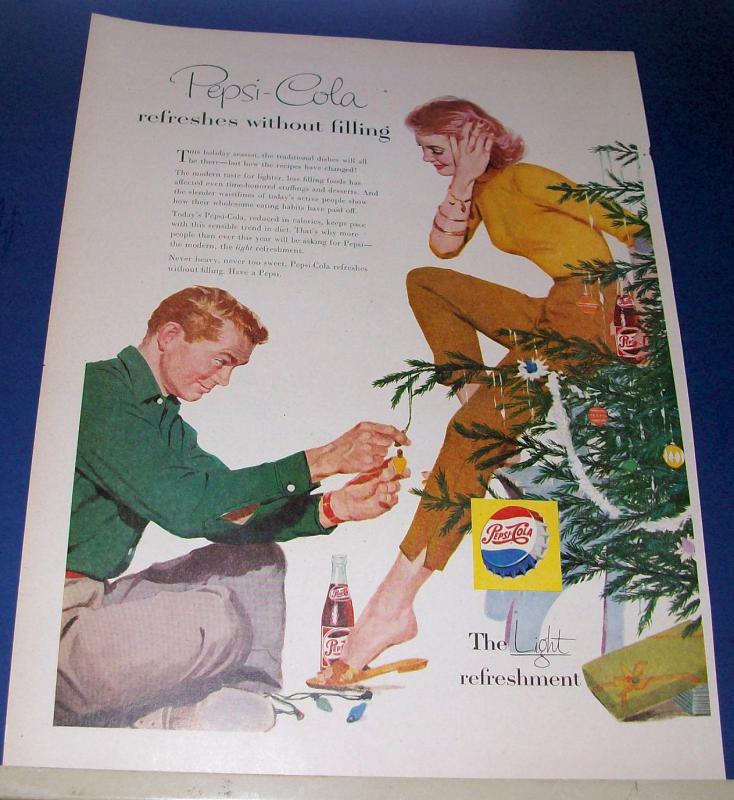 Pepsi-Cola
refreshes without filling
This holiday season, the traditional dishes will all
be there—but how the recipes have changed!
The modern taste for lighter, less filling foods has
affected even time-honored stuffings and desserts. And
the slender waistlines of today's active people show
how their wholesome eating habits have paid off.
Today's Pepsi-Cola, reduced in calories, keeps pace
with this sensible trend in diet. That's why more
people than ever this year will be asking for Pepsi—
the modern, the light refreshment.
Never heavy, never too sweet, Pepsi-Cola refreshes
without filling. Have a Pepsi.
PEPSI-COLA
The Light
refreshment